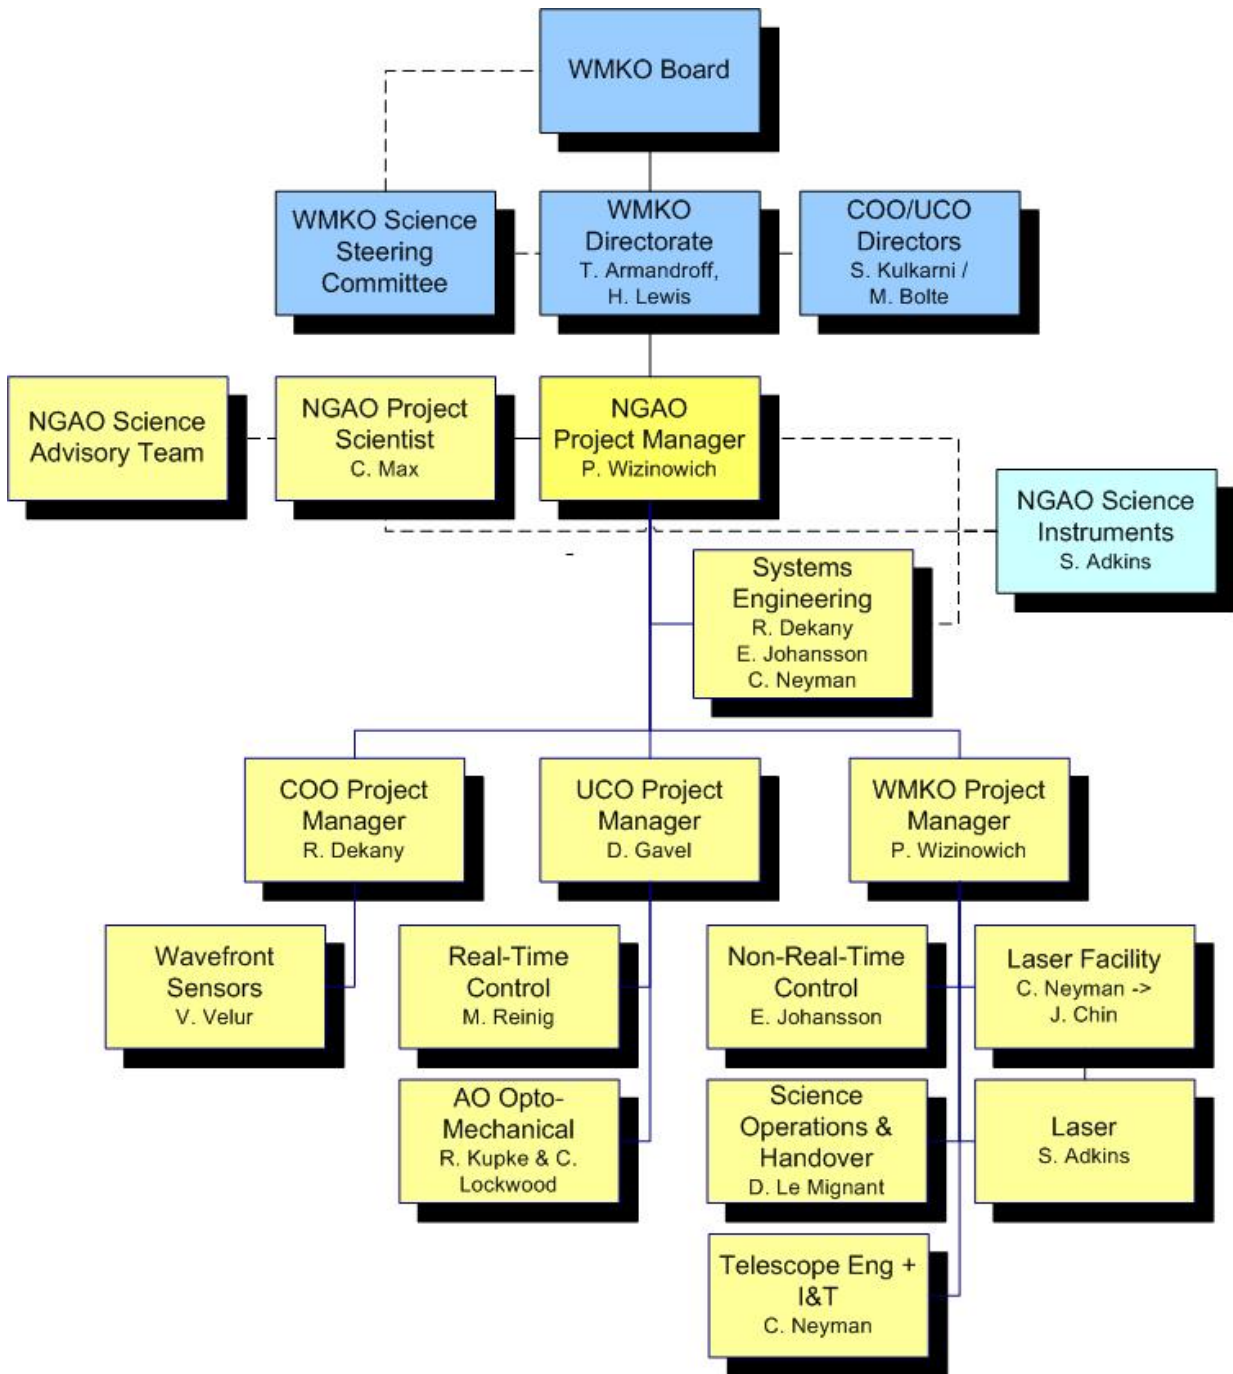 WMKO Board
WMKO Science
Steering
Committee
WMKO
Directorate
T. Armandroff,
H. Lewis
COO/UCO
Directors
S. Kulkarni /
M. Bolte
NGAO Science
Advisory Team
NGAO Project
Scientist
C. Max
NGAO
Project Manager
P. Wizinowich
NGAO Science
Instruments
S. Adkins
Systems
Engineering
R. Dekany
E. Johansson
C. Neyman
COO Project
Manager
R. Dekany
UCO Project
Manager
D. Gavel
WMKO Project
Manager
P. Wizinowich
Wavefront
Sensors
V. Velur
Real-Time
Control
M. Reinig
Non-Real-Time
Control
E. Johansson
Laser Facility
C. Neyman ->
J. Chin
AO Opto-
Mechanical
R. Kupke & C.
Lockwood
Science
Operations &
Handover
D. Le Mignant
Laser
S. Adkins
Telescope Eng +
I&T
C. Neyman